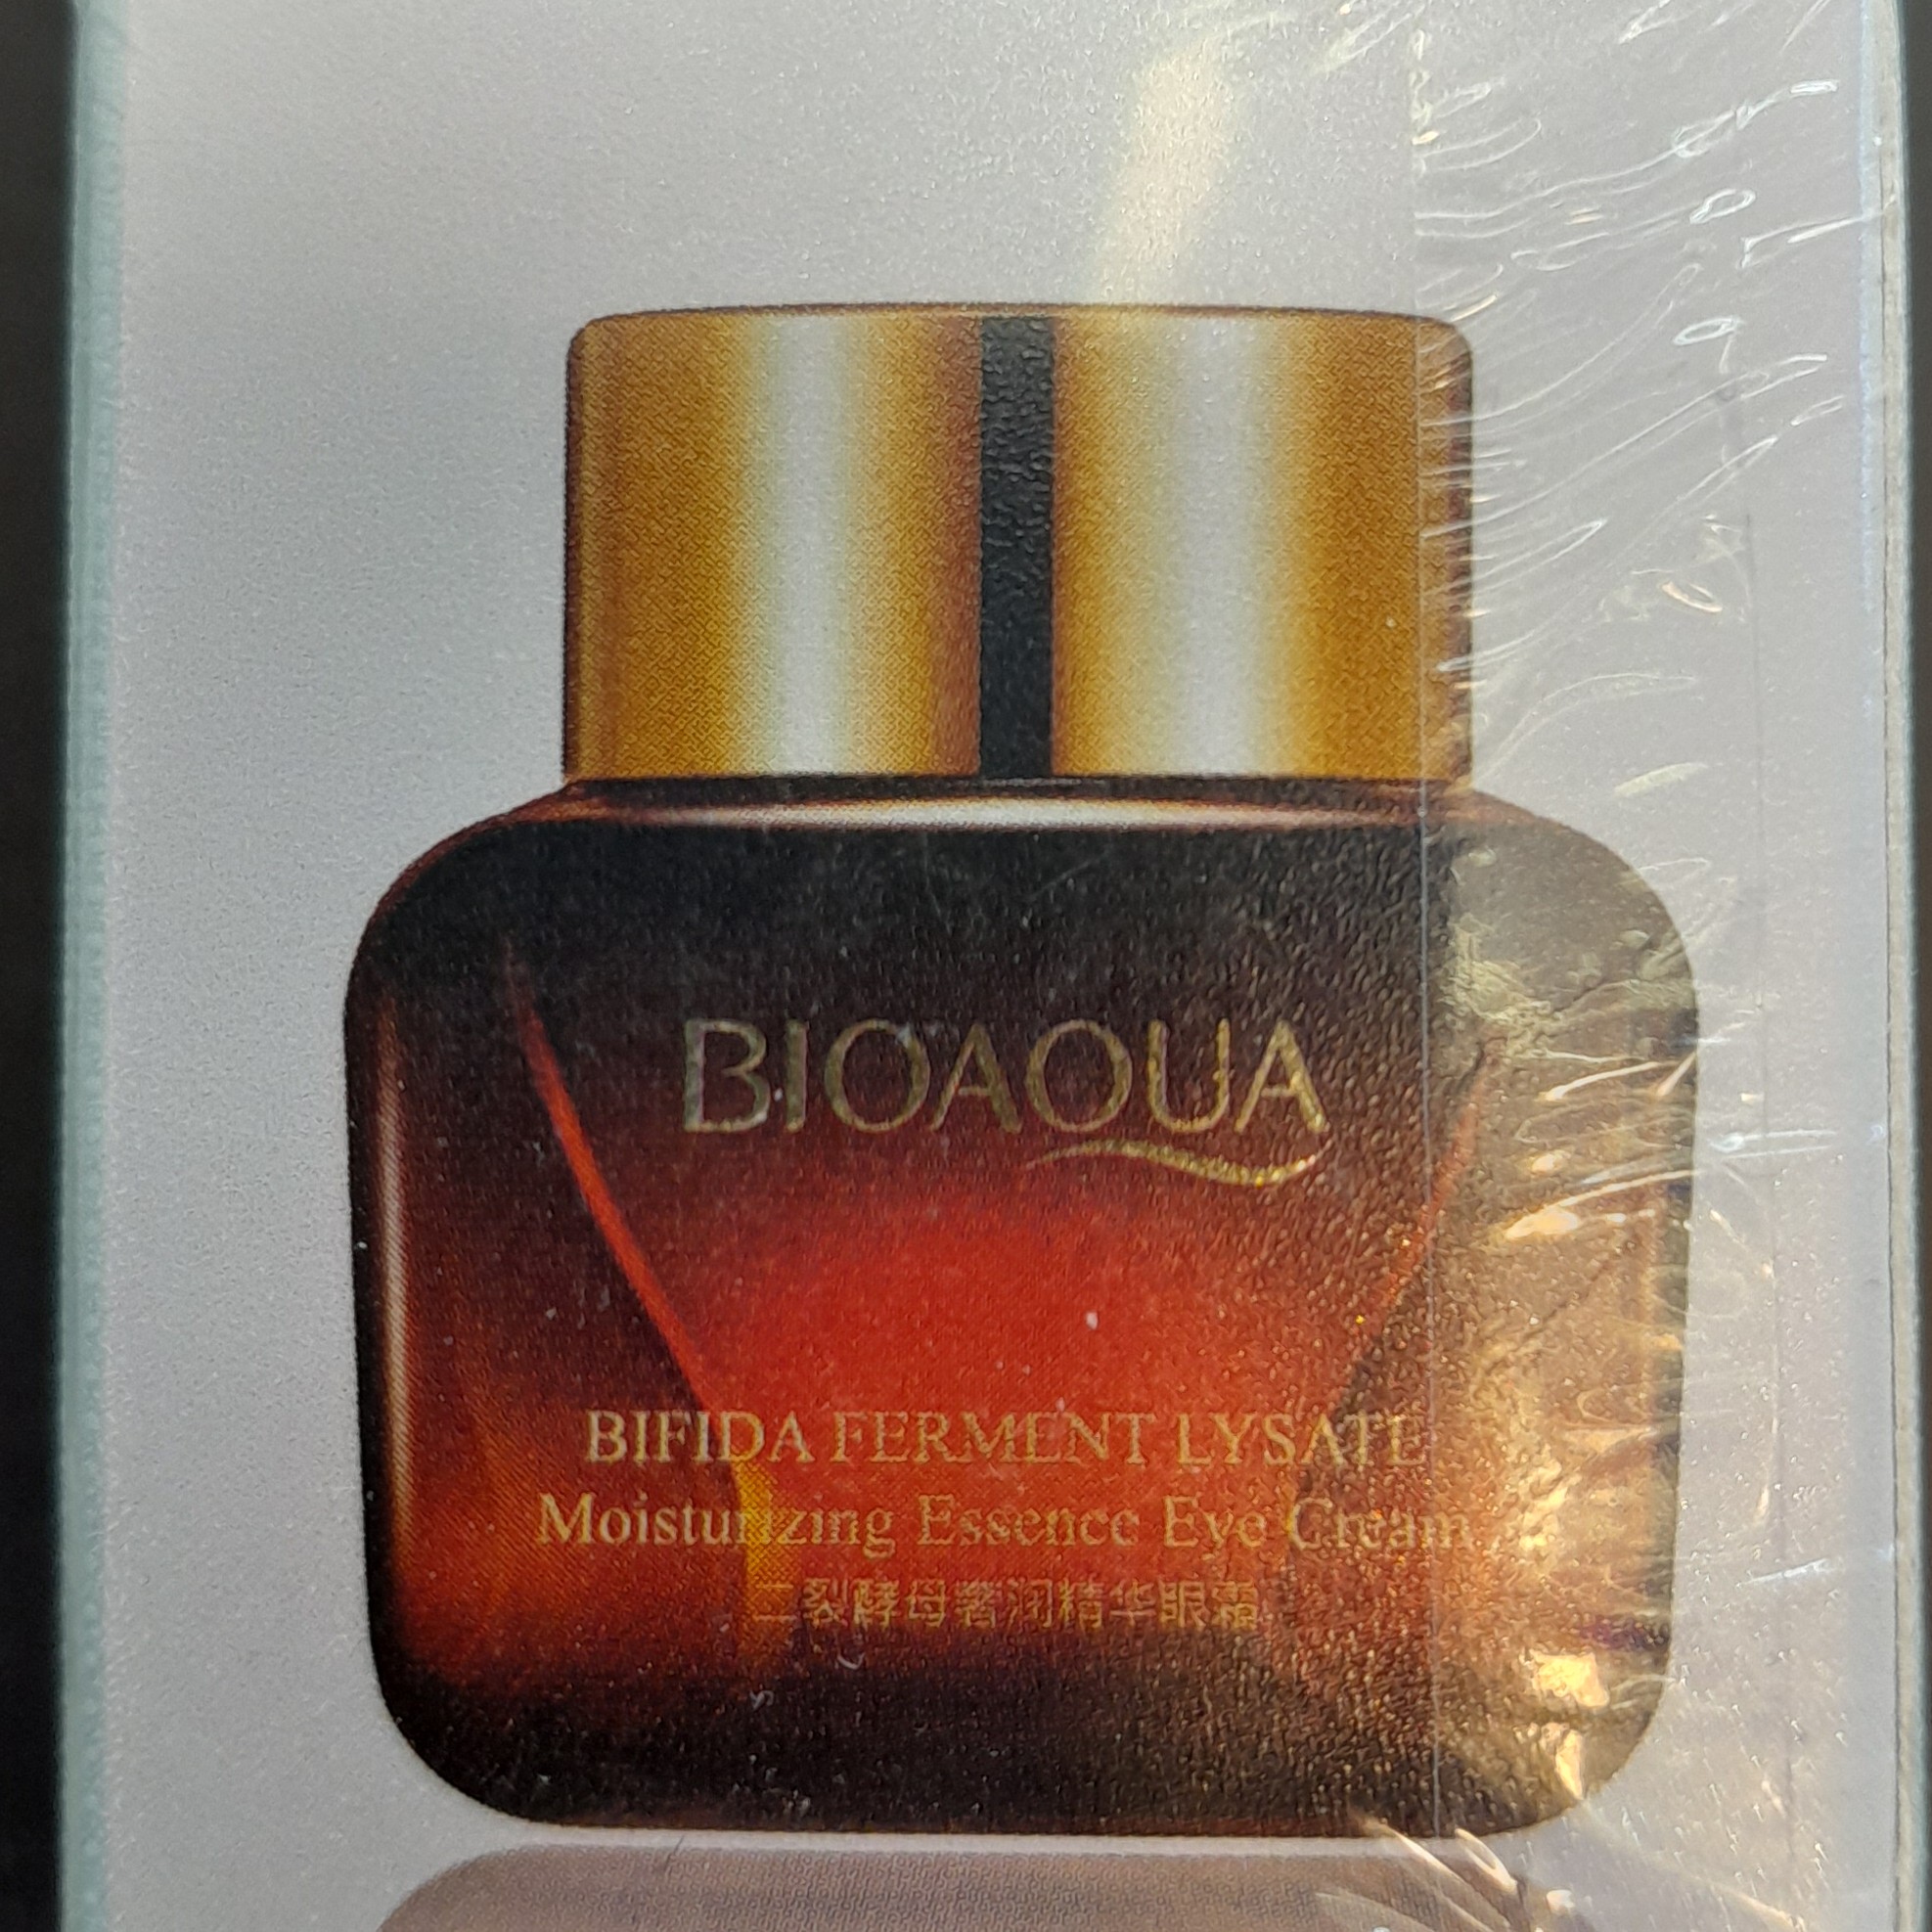 BIOAQUA
BIFIDA FERMENT LYSATE
Moisturizing Essence Eye Cream
二裂酵母奢润精华眼霜